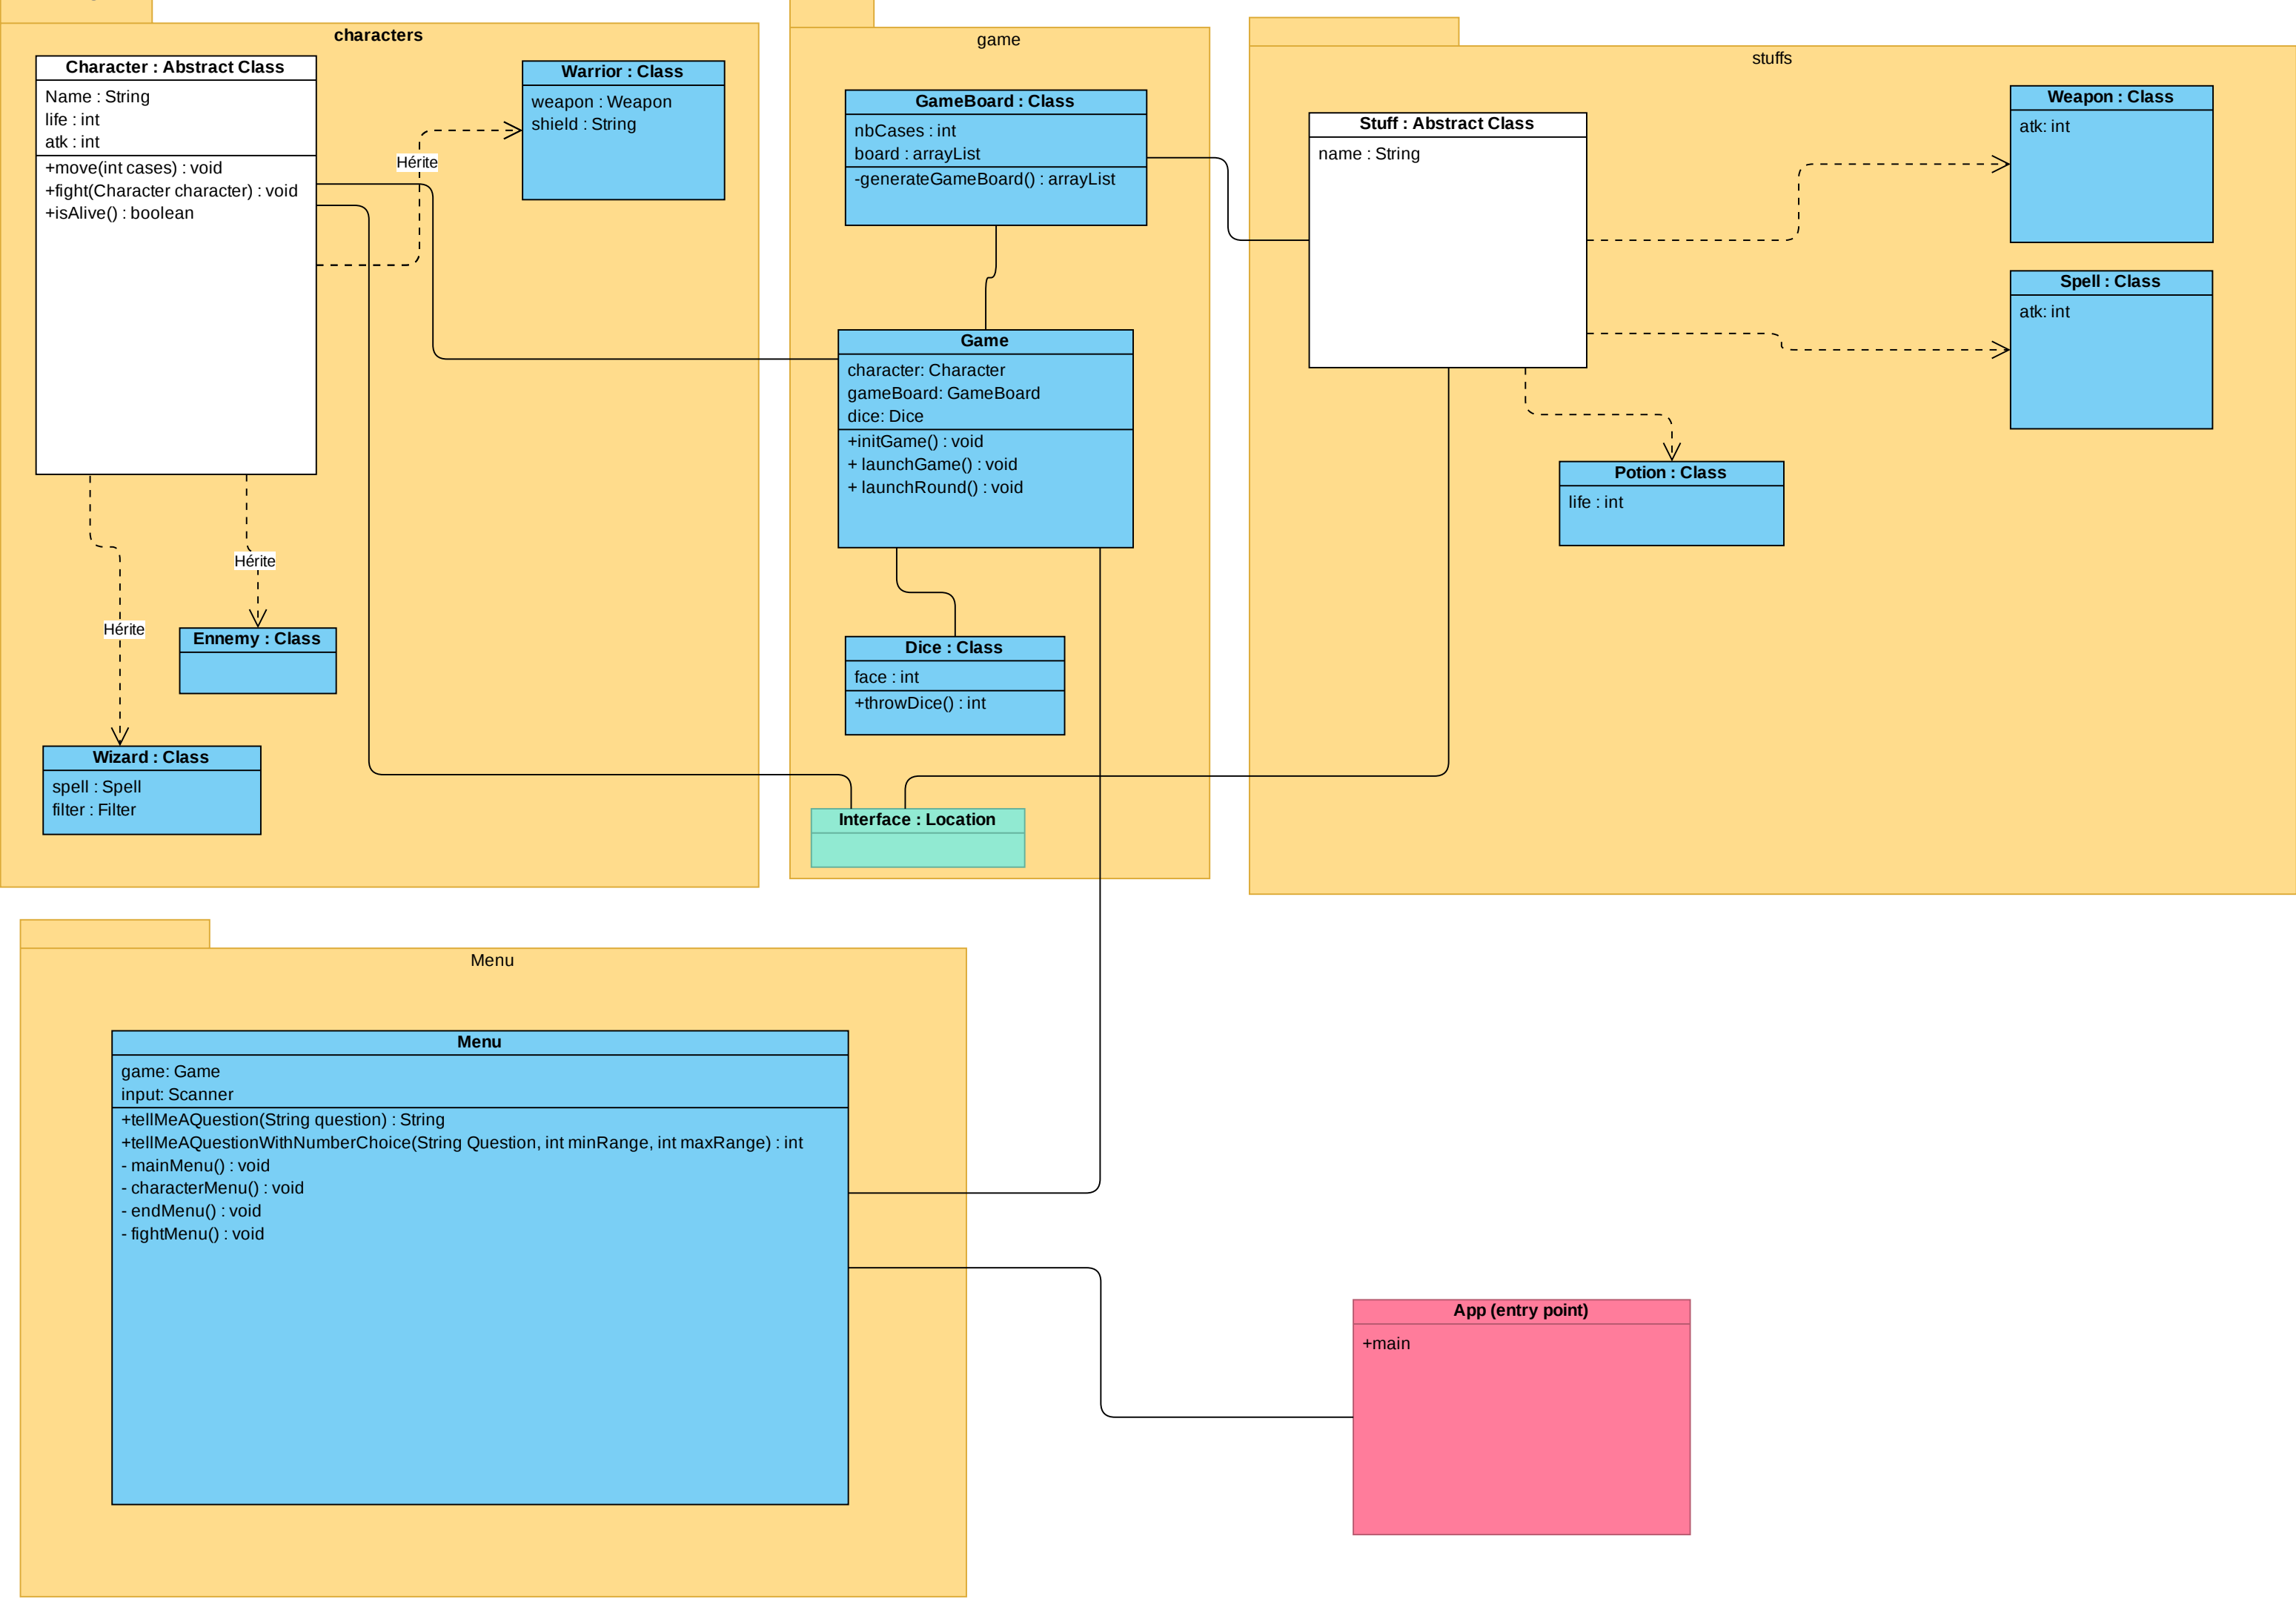 characters
Character : Abstract Class
Name : String
life : int
atk : int
+move(int cases) : void
+fight(Character character) : void
+isAlive() : boolean
Hérite
Warrior : Class
weapon : Weapon
shield : String
Hérite
Hérite
Ennemy : Class
Wizard : Class
spell : Spell
filter : Filter
game
GameBoard : Class
nbCases : int
board : arrayList
-generateGameBoard() : arrayList
Game
character: Character
gameBoard: GameBoard
dice: Dice
+initGame() : void
+ launchGame() : void
+ launchRound() : void
Dice : Class
face : int
+throwDice() : int
Interface : Location
stuffs
Stuff : Abstract Class
name : String
Weapon : Class
atk: int
Spell : Class
atk: int
Potion : Class
life : int
Menu
Menu
game: Game
input: Scanner
+tellMeAQuestion(String question) : String
+tellMeAQuestionWithNumberChoice(String Question, int minRange, int maxRange) : int
- mainMenu() : void
- characterMenu() : void
- endMenu() : void
- fightMenu() : void
App (entry point)
+main